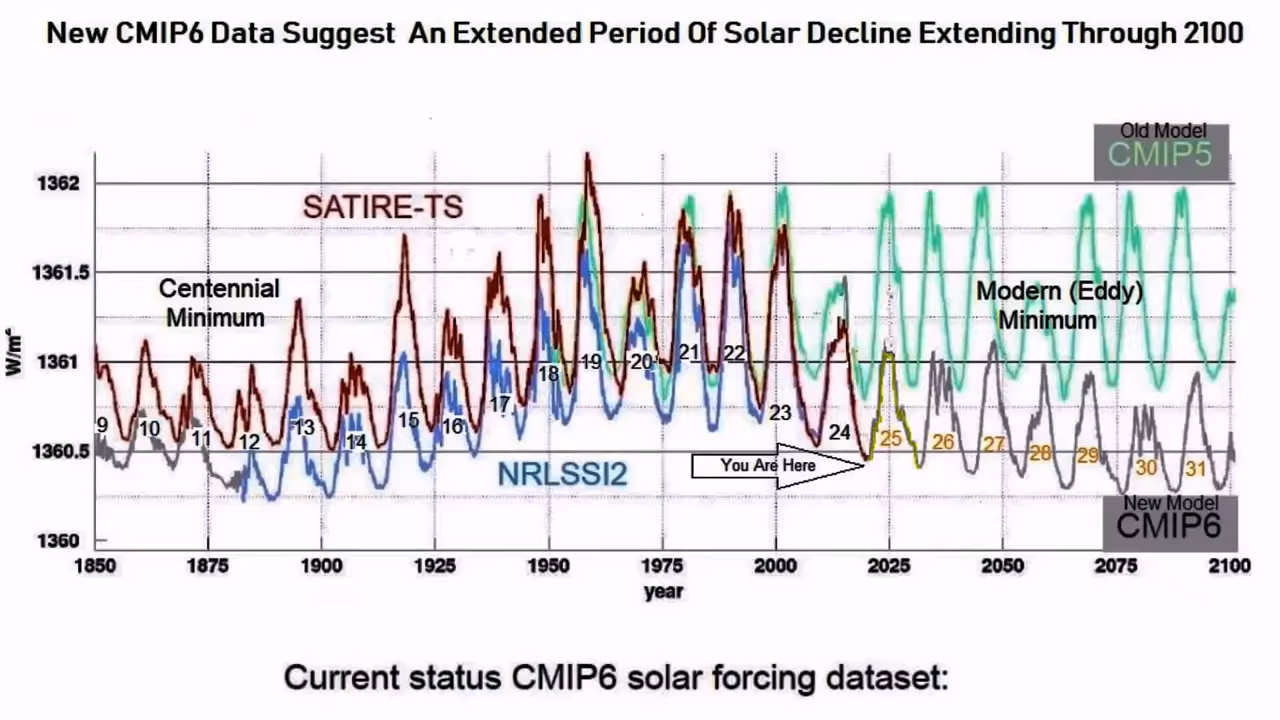 New CMIP6 Data Suggest An Extended Period Of Solar Decline Extending Through 2100
Old Model
CMIP5
1362
SATIRE-TS
1361.5
Centennial
Minimum
Modern (Eddy)
Minimum
W/m²
1361
9 10 11 12 13 14 15 16 17 18 19 20 21 22 23 24 25 26 27 28 29 30 31
1360.5
You Are Here
NRLSSI2
New Model
CMIP6
1360
1850 1875 1900 1925 1950 1975 2000 2025 2050 2075 2100
year
Current status CMIP6 solar forcing dataset: